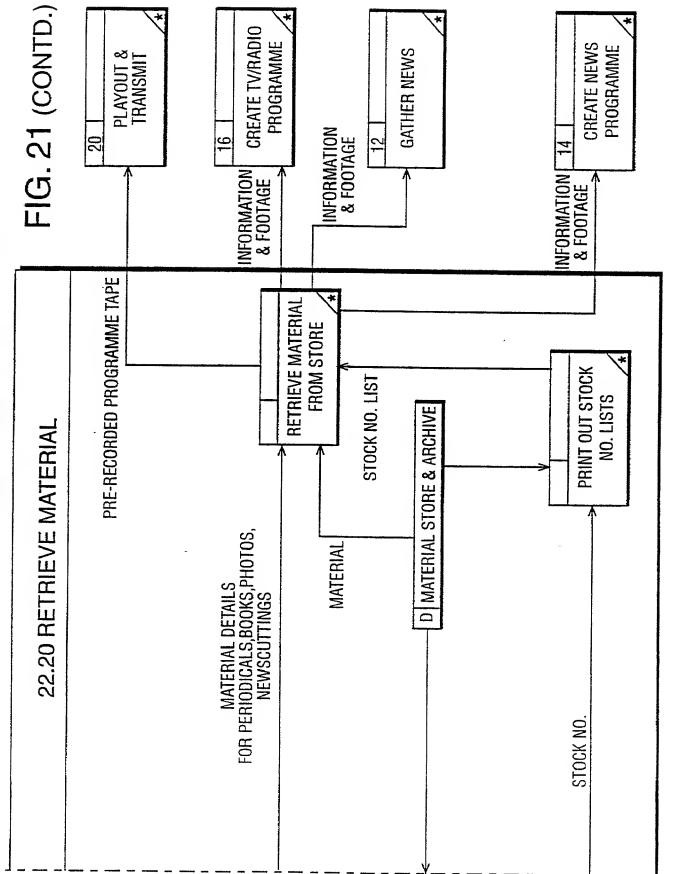 FIG. 21 (CONTD.)
22.20 RETRIEVE MATERIAL
PRE-RECORDED PROGRAMME TAPE
20
PLAYOUT &
TRANSMIT
*
INFORMATION
& FOOTAGE
16
CREATE TV/RADIO
PROGRAMME
*
MATERIAL DETAILS
FOR PERIODICALS,BOOKS,PHOTOS,
NEWSCUTTINGS
RETRIEVE MATERIAL
FROM STORE
*
INFORMATION
& FOOTAGE
12
GATHER NEWS
*
MATERIAL
STOCK NO. LIST
D
MATERIAL STORE & ARCHIVE
INFORMATION
& FOOTAGE
14
CREATE NEWS
PROGRAMME
*
STOCK NO.
PRINT OUT STOCK
NO. LISTS
*